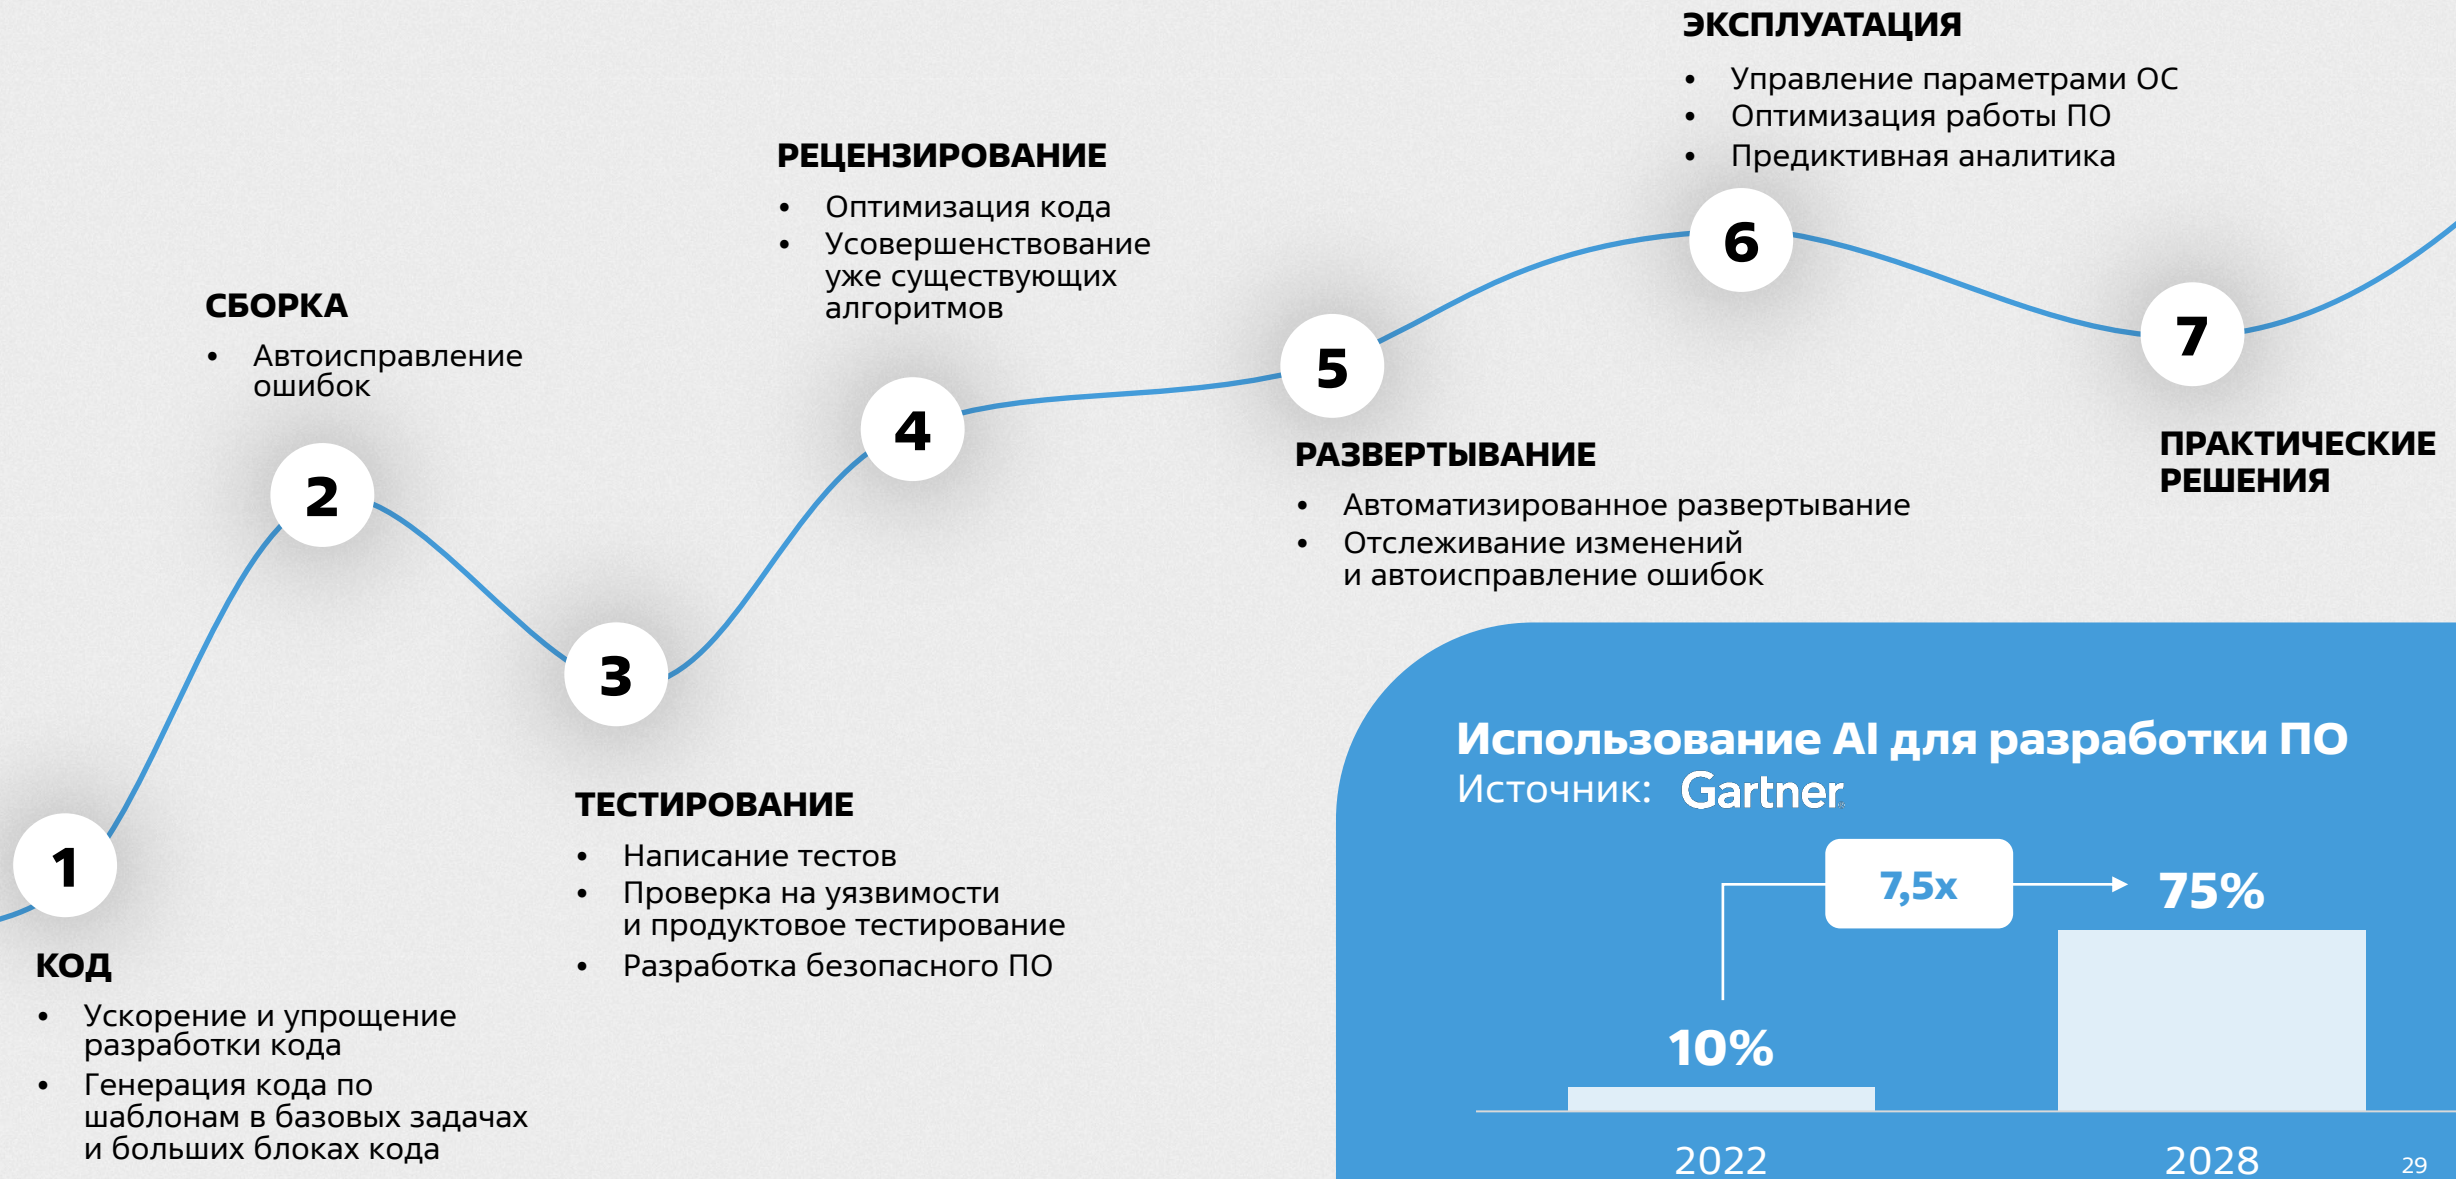 1
КОД
• Ускорение и упрощение
разработки кода
• Генерация кода по
шаблонам в базовых задачах
и больших блоках кода
2
СБОРКА
• Автоисправление
ошибок
3
ТЕСТИРОВАНИЕ
• Написание тестов
• Проверка на уязвимости
и продуктовое тестирование
• Разработка безопасного ПО
4
РЕЦЕНЗИРОВАНИЕ
• Оптимизация кода
• Усовершенствование
уже существующих
алгоритмов
5
РАЗВЕРТЫВАНИЕ
• Автоматизированное развертывание
• Отслеживание изменений
и автоисправление ошибок
6
ЭКСПЛУАТАЦИЯ
• Управление параметрами ОС
• Оптимизация работы ПО
• Предиктивная аналитика
7
ПРАКТИЧЕСКИЕ
РЕШЕНИЯ
Использование AI для разработки ПО
Источник: Gartner
7,5x
75%
10%
2022 2028
29